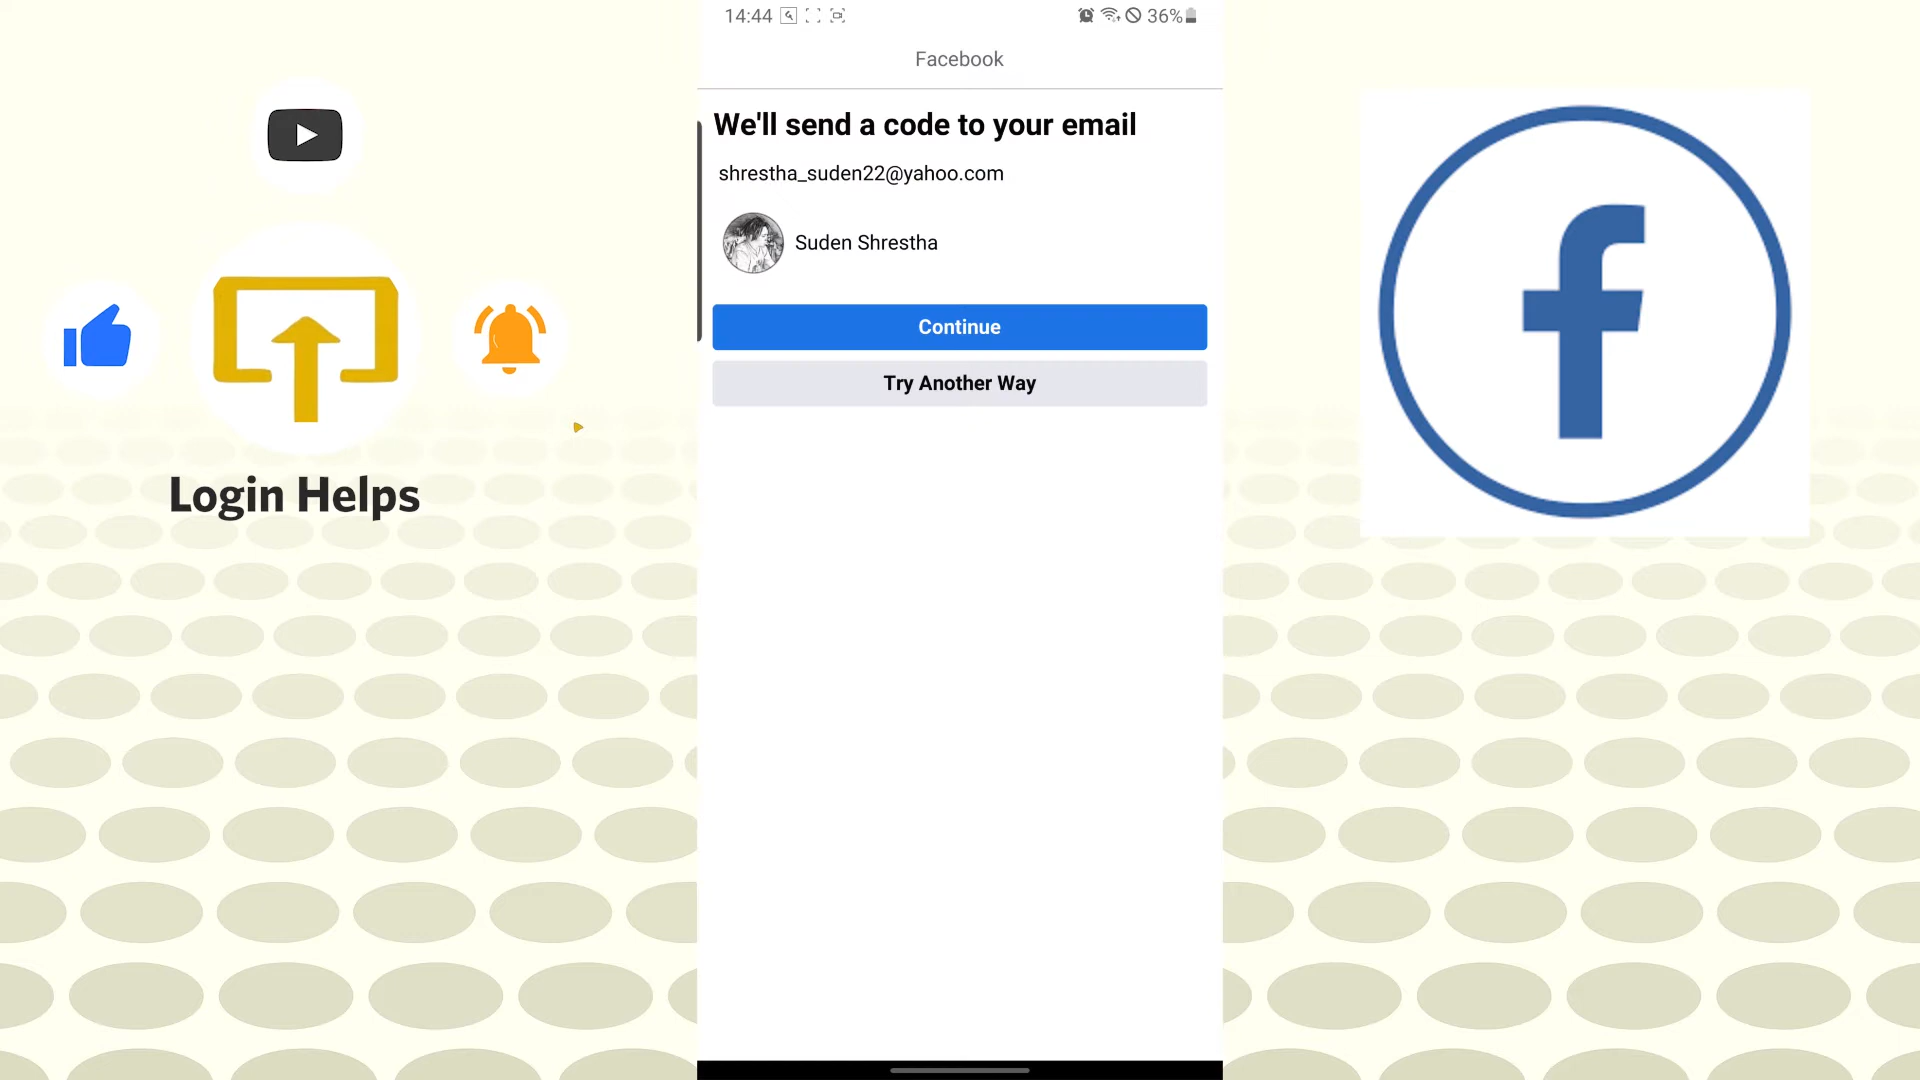 14:44
36%
Facebook
We'll send a code to your email
shrestha_suden22@yahoo.com
Suden Shrestha
Continue
Try Another Way
Login Helps